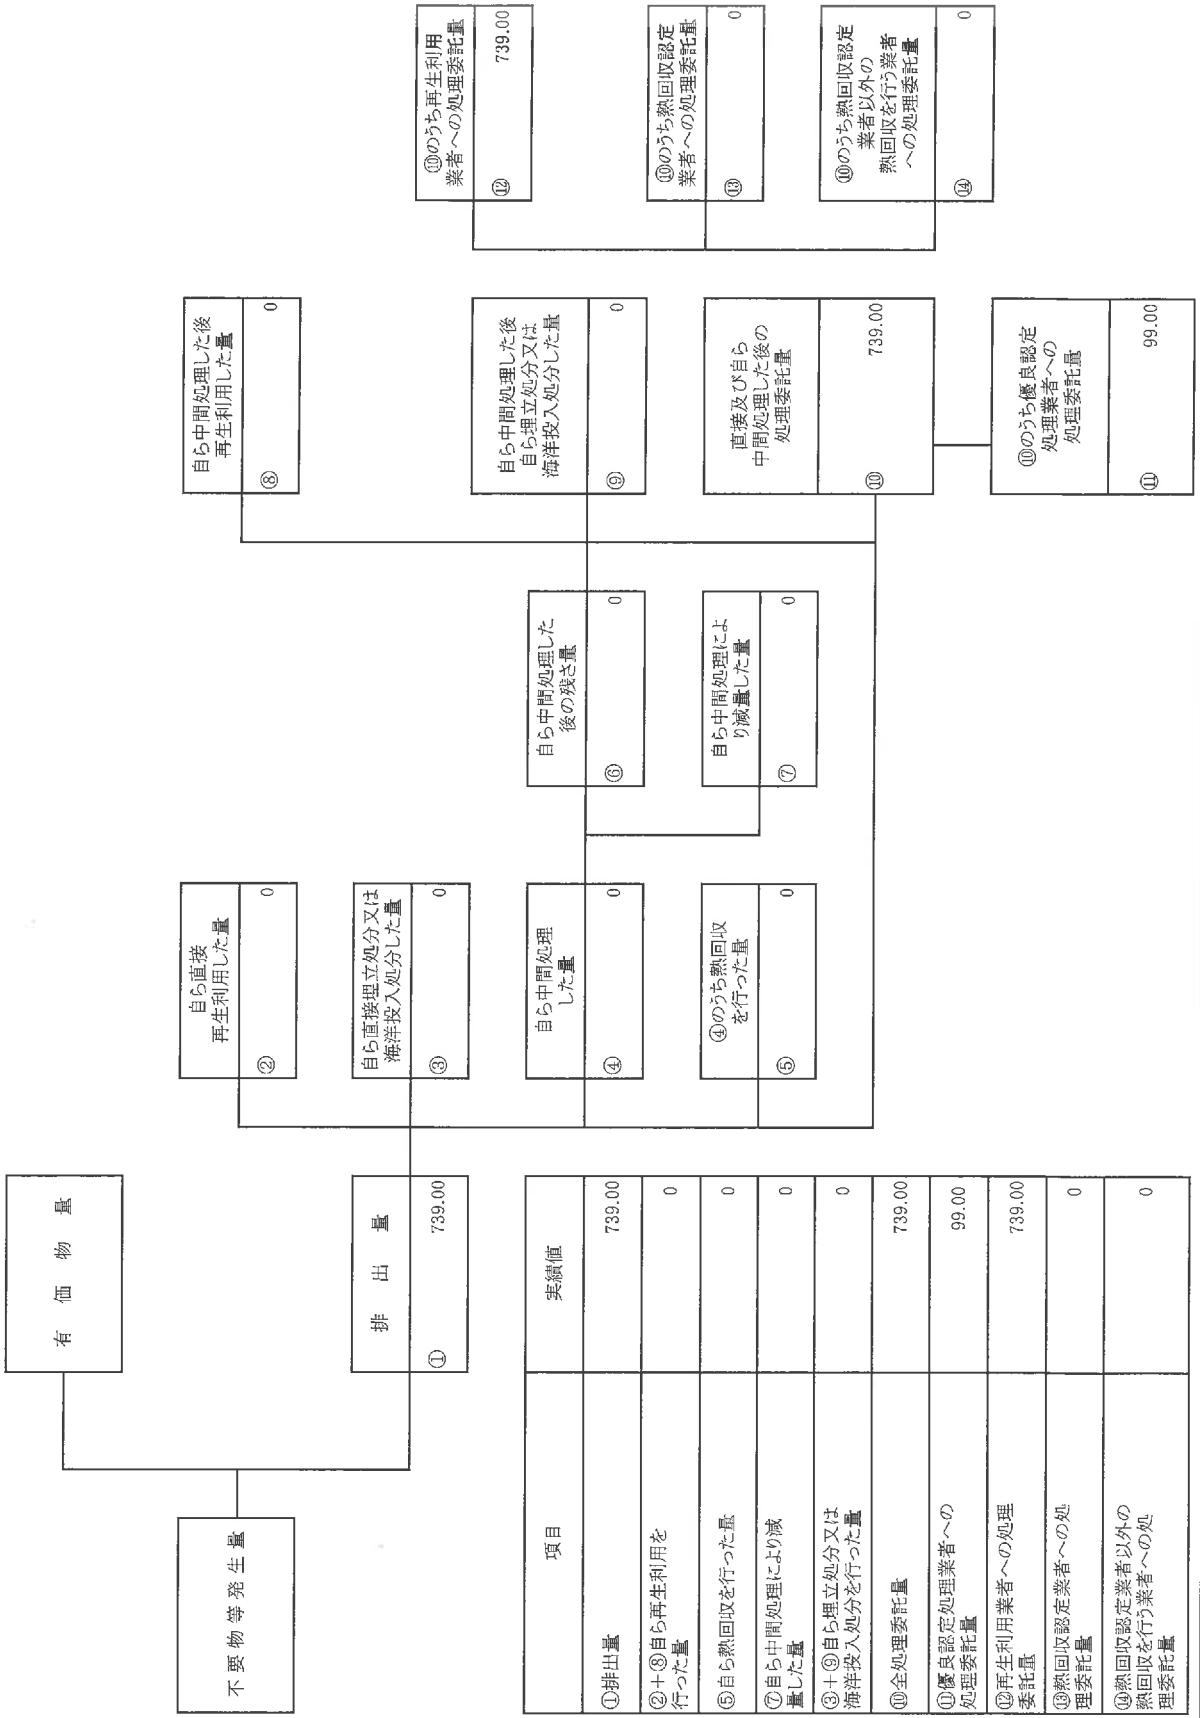 不要物等発生量
有価物量
排出量
① 739.00
自ら直接
再生利用した量
② 0
自ら直接埋立処分又は
海洋投入処分した量
③ 0
自ら中間処理
した量
④ 0
④のうち熱回収
を行った量
⑤ 0
自ら中間処理した
後の残さ量
⑥ 0
自ら中間処理によ
り減量した量
⑦ 0
自ら中間処理した後
再生利用した量
⑧ 0
自ら中間処理した後
自ら埋立処分又は
海洋投入処分した量
⑨ 0
直接及び自ら
中間処理した後の
処理委託量
⑩ 739.00
⑩のうち優良認定
処理業者への
処理委託量
⑪ 99.00
⑩のうち再生利用
業者への処理委託量
⑫ 739.00
⑩のうち熱回収認定
業者への処理委託量
⑬ 0
⑩のうち熱回収認定
業者以外の
熱回収を行う業者
への処理委託量
⑭ 0
項目 実績値
①排出量 739.00
②＋⑧自ら再生利用を
行った量 0
⑤自ら熱回収を行った量 0
⑦自ら中間処理により減
量した量 0
③＋⑨自ら埋立処分又は
海洋投入処分を行った量 0
⑩全処理委託量 739.00
⑪優良認定処理業者への
処理委託量 99.00
⑫再生利用業者への処理
委託量 739.00
⑬熱回収認定業者への処
理委託量 0
⑭熱回収認定業者以外の
熱回収を行う業者への処
理委託量 0